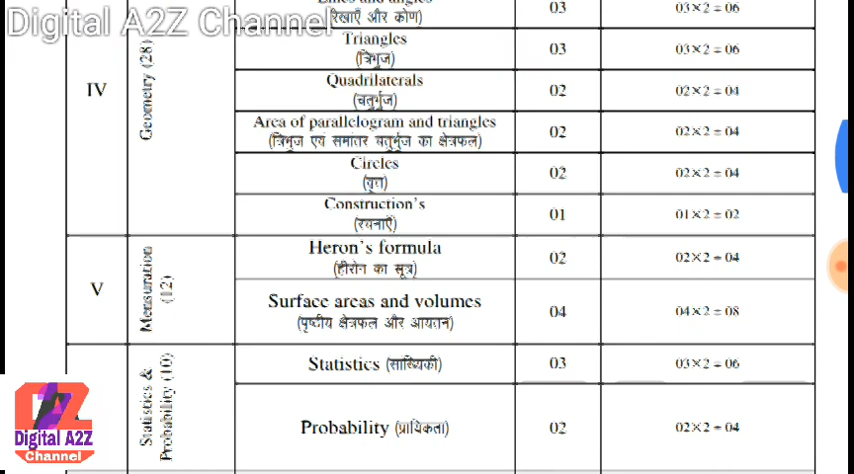 Lines and angles 03 03×2=06
(रेखाएँ और कोण)
Digital A2Z Channel
Triangles 03 03×2=06
(त्रिभुज)
IV Geometry (28)
Quadrilaterals 02 02×2=04
(चतुर्भुज)
Area of parallelogram and triangles 02 02×2=04
(त्रिभुज एवं समांतर चतुर्भुज का क्षेत्रफल)
Circles 02 02×2=04
(वृत्त)
Construction's 01 01×2=02
(रचनाएँ)
V Mensuration (12)
Heron's formula 02 02×2=04
(हीरोन का सूत्र)
Surface areas and volumes 04 04×2=08
(पृष्ठीय क्षेत्रफल और आयतन)
Statistics & Probability (10)
Statistics (सांख्यिकी) 03 03×2=06
Probability (प्रायिकता) 02 02×2=04
A2Z
Digital A2Z
Channel